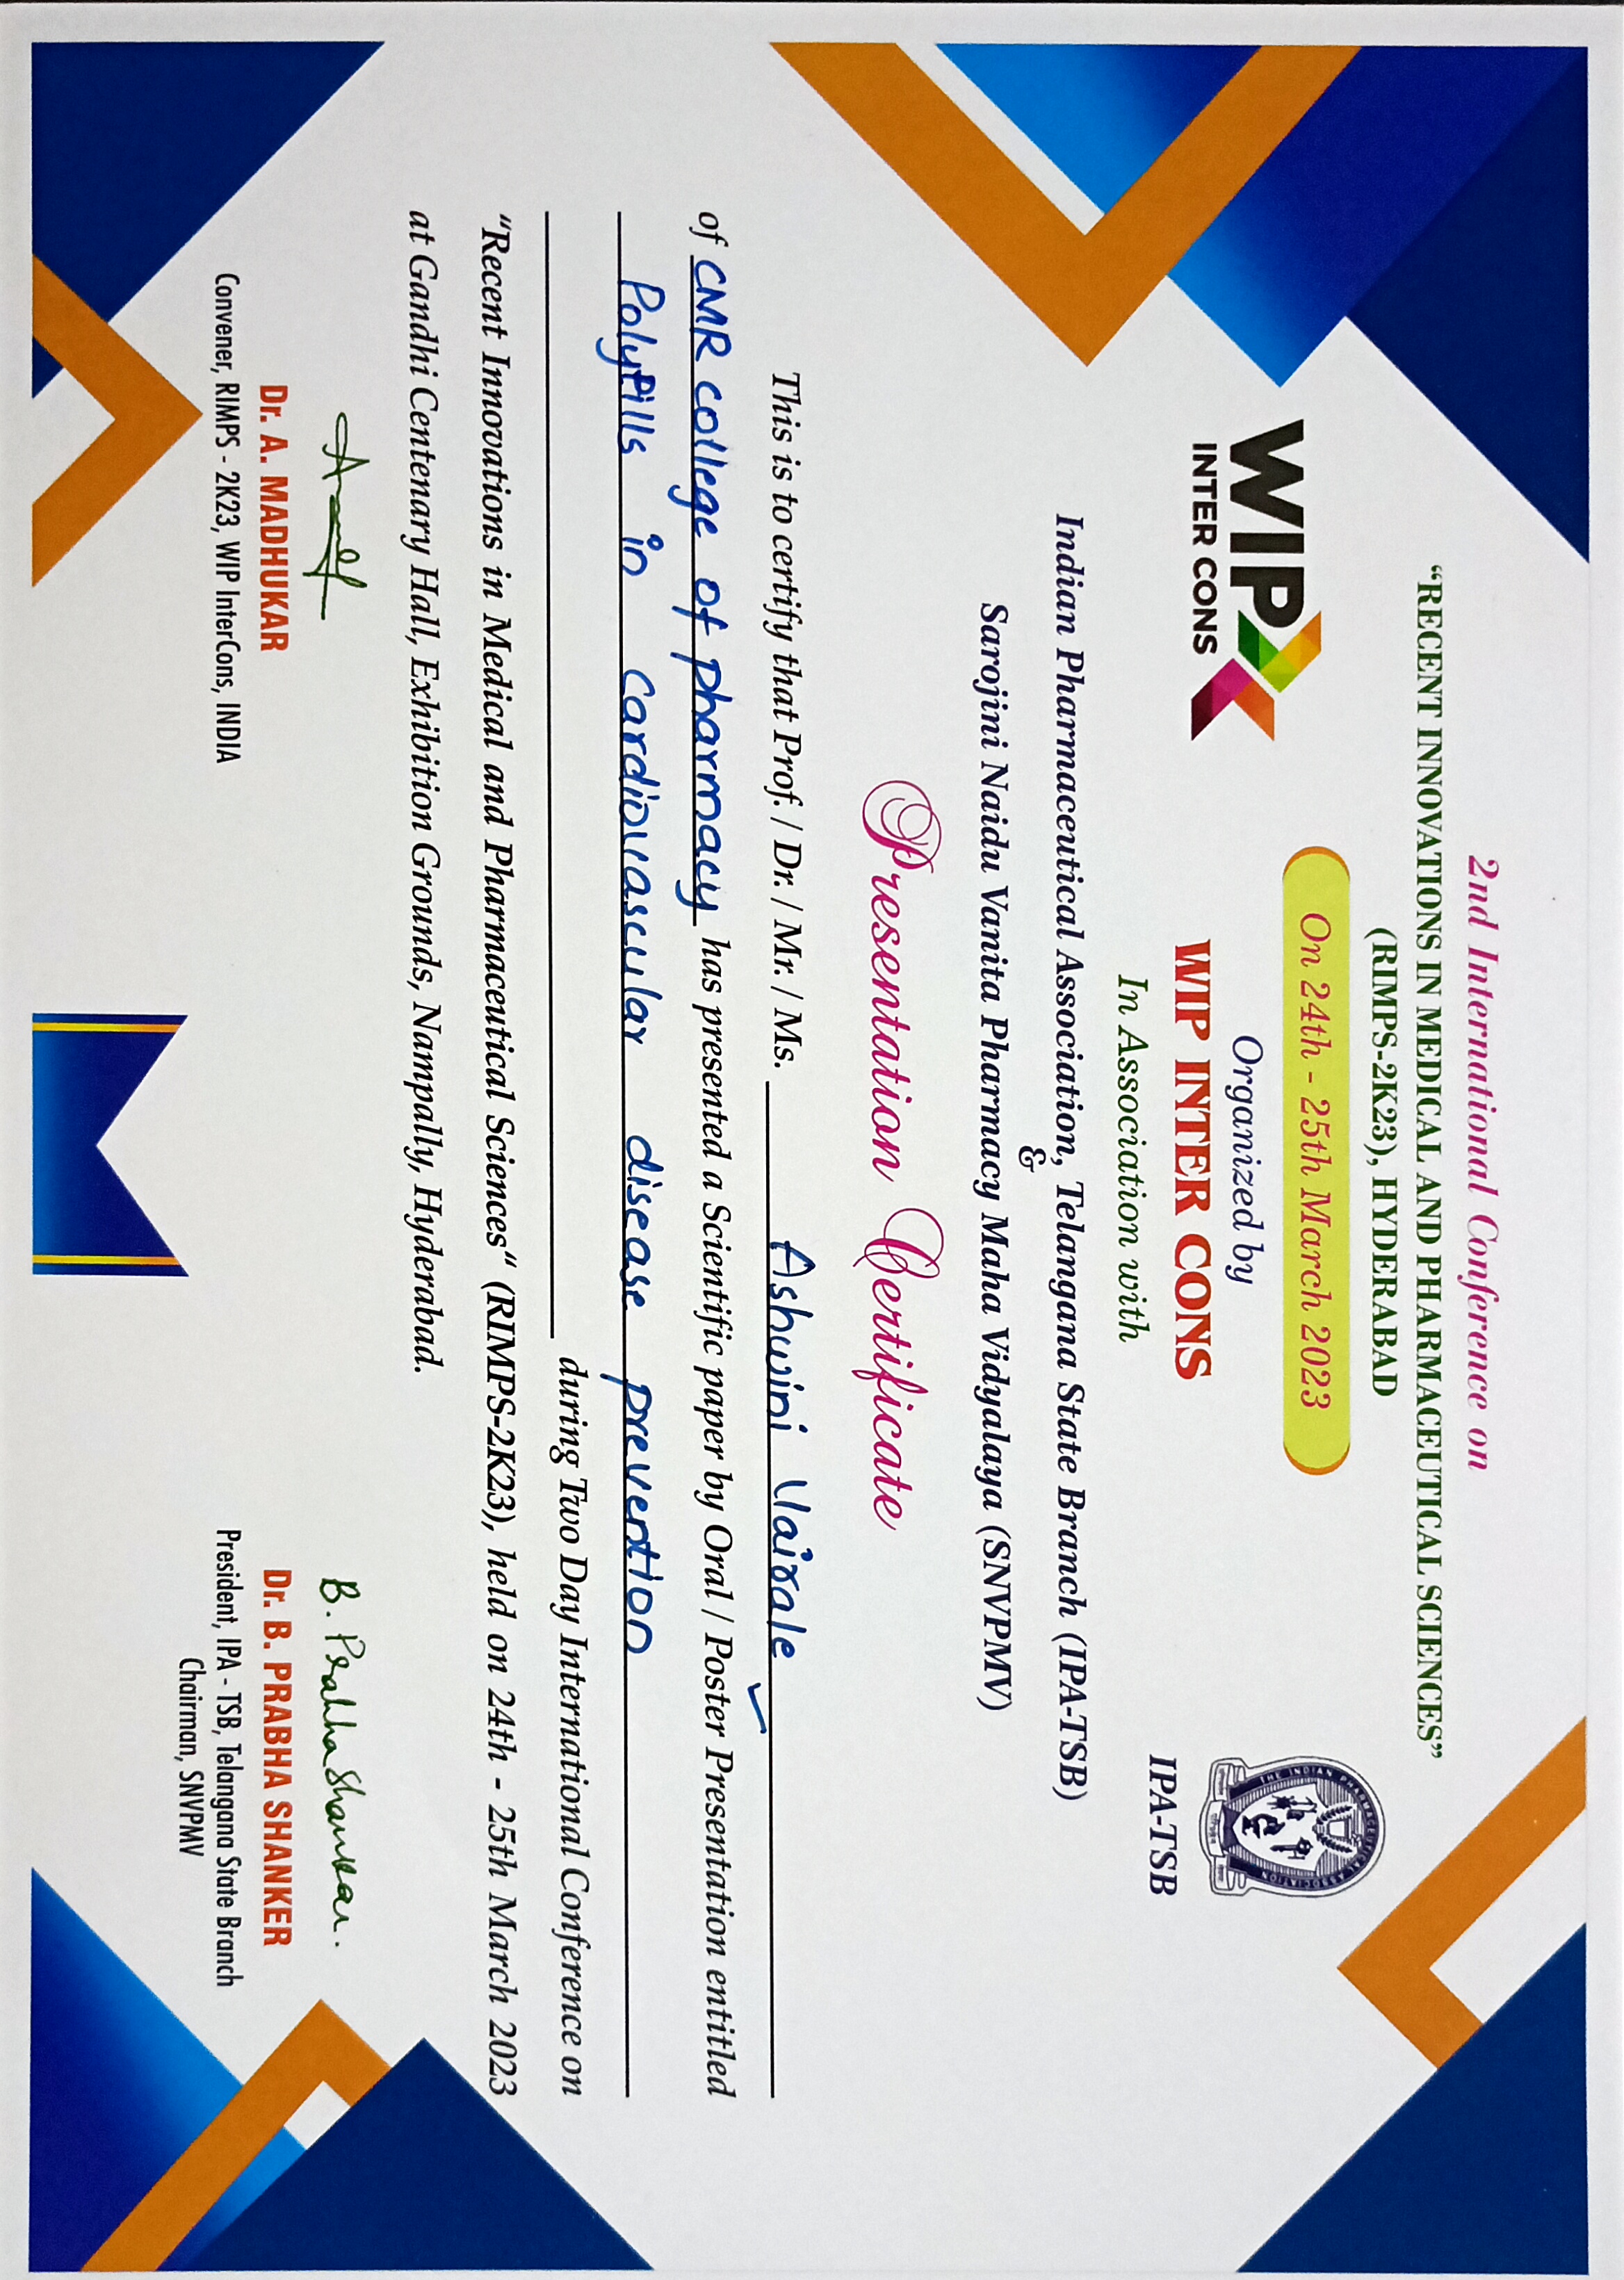 2nd International Conference on
“RECENT INNOVATIONS IN MEDICAL AND PHARMACEUTICAL SCIENCES”
(RIMPS-2K23), HYDERABAD
On 24th - 25th March 2023
WIP
INTER CONS
Organized by
WIP INTER CONS
THE INDIAN PHARMACEUTICAL ASSOCIATION
IPA-TSB
In Association with
Indian Pharmaceutical Association, Telangana State Branch (IPA-TSB)
&
Sarojini Naidu Vanita Pharmacy Maha Vidyalaya (SNVPMV)
Presentation Certificate
This is to certify that Prof. / Dr. / Mr. / Ms. Ashwini Vairale
of CMR college of pharmacy has presented a Scientific paper by Oral / Poster Presentation entitled
Polypills in cardiovascular disease prevention
during Two Day International Conference on
“Recent Innovations in Medical and Pharmaceutical Sciences“ (RIMPS-2K23), held on 24th - 25th March 2023
at Gandhi Centenary Hall, Exhibition Grounds, Nampally, Hyderabad.
B. Prabha Shankar.
Dr. A. MADHUKAR
Convener, RIMPS - 2K23, WIP InterCons, INDIA
Dr. B. PRABHA SHANKER
President, IPA - TSB, Telangana State Branch
Chairman, SNVPMV